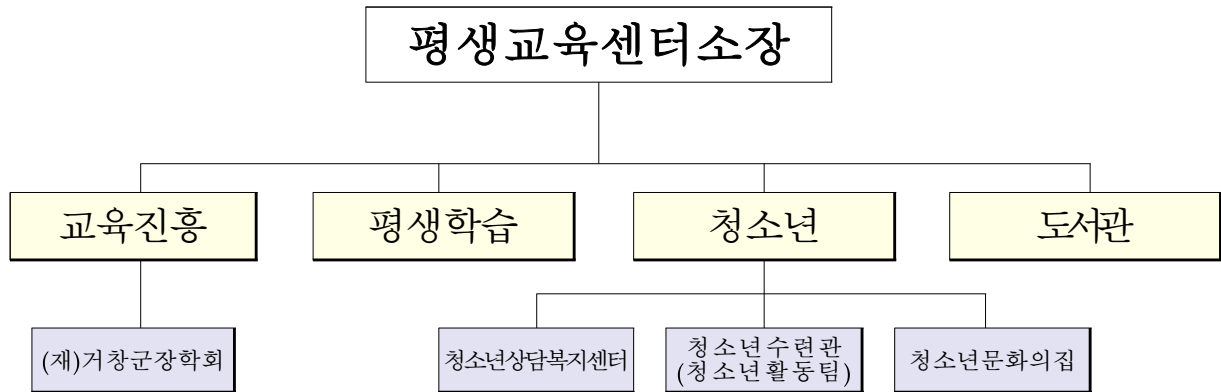 평생교육센터소장
교육진흥
평생학습
청소년
도서관
(재)거창군장학회
청소년상담복지센터
청소년수련관
(청소년활동팀)
청소년문화의집